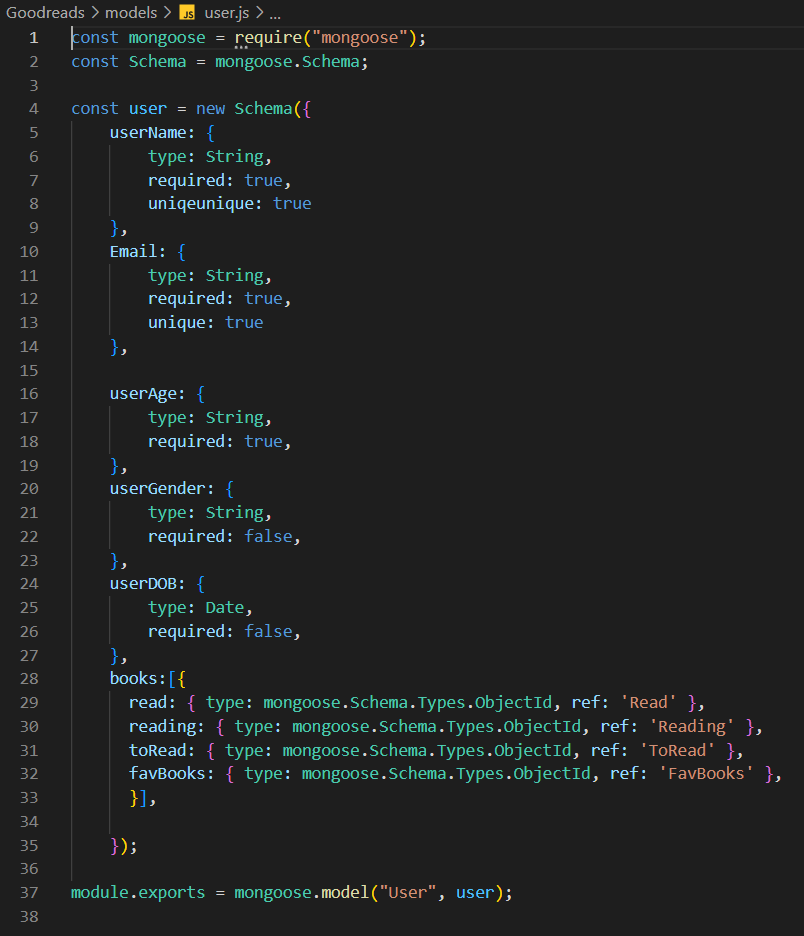 Goodreads > models > JS user.js > ...
1 const mongoose = require("mongoose");
2 const Schema = mongoose.Schema;
3
4 const user = new Schema({
5     userName: {
6         type: String,
7         required: true,
8         uniqeunique: true
9     },
10     Email: {
11         type: String,
12         required: true,
13         unique: true
14     },
15
16     userAge: {
17         type: String,
18         required: true,
19     },
20     userGender: {
21         type: String,
22         required: false,
23     },
24     userDOB: {
25         type: Date,
26         required: false,
27     },
28     books:[{
29       read: { type: mongoose.Schema.Types.ObjectId, ref: 'Read' },
30       reading: { type: mongoose.Schema.Types.ObjectId, ref: 'Reading' },
31       toRead: { type: mongoose.Schema.Types.ObjectId, ref: 'ToRead' },
32       favBooks: { type: mongoose.Schema.Types.ObjectId, ref: 'FavBooks' },
33       }],
34
35     });
36
37 module.exports = mongoose.model("User", user);
38